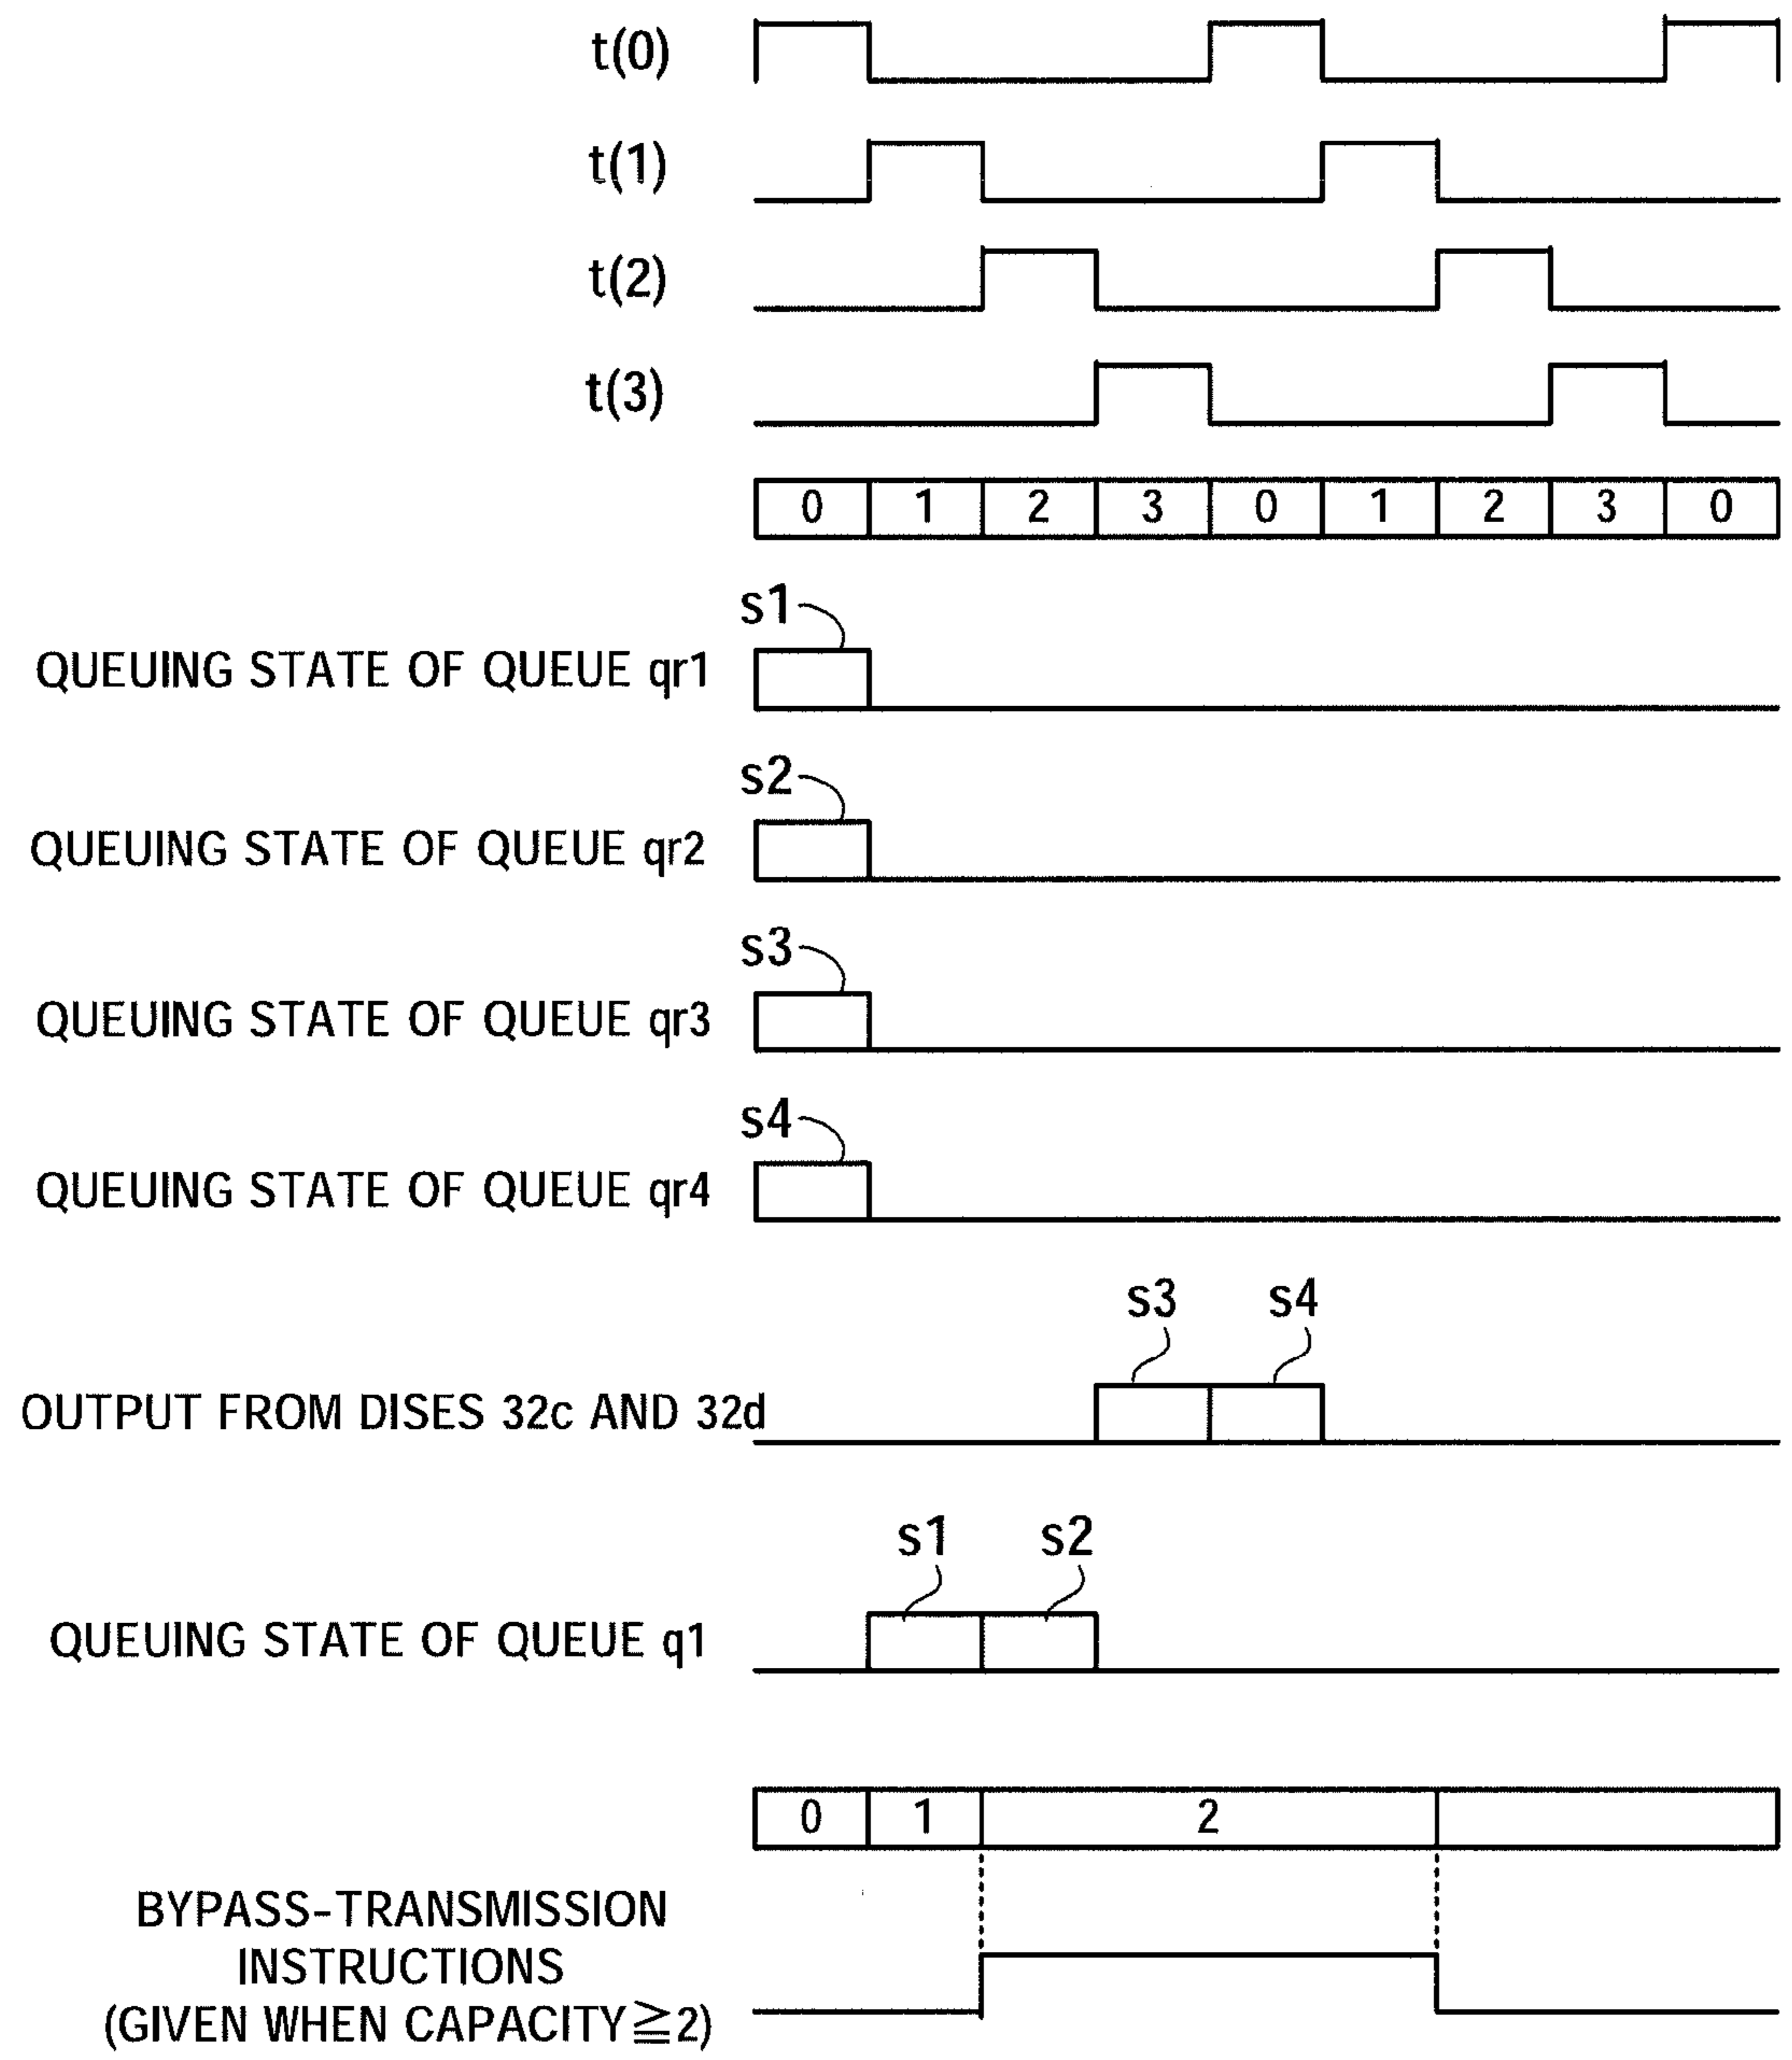 t(0)
t(1)
t(2)
t(3)
0 1 2 3 0 1 2 3 0
s1
QUEUING STATE OF QUEUE qr1
s2
QUEUING STATE OF QUEUE qr2
s3
QUEUING STATE OF QUEUE qr3
s4
QUEUING STATE OF QUEUE qr4
s3 s4
OUTPUT FROM DISES 32c AND 32d
s1 s2
QUEUING STATE OF QUEUE q1
0 1 2
BYPASS-TRANSMISSION
INSTRUCTIONS
(GIVEN WHEN CAPACITY≧2)